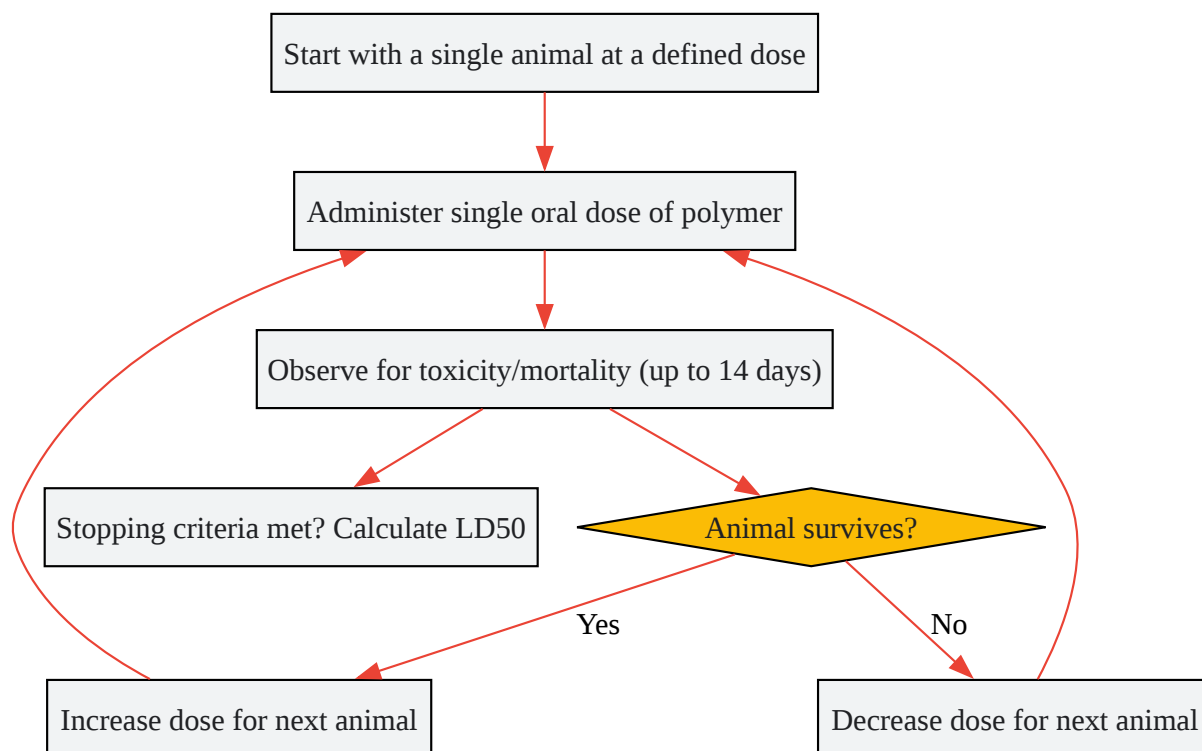 Start with a single animal at a defined dose
Administer single oral dose of polymer
Observe for toxicity/mortality (up to 14 days)
Stopping criteria met? Calculate LD50
Animal survives?
Yes
No
Increase dose for next animal
Decrease dose for next animal